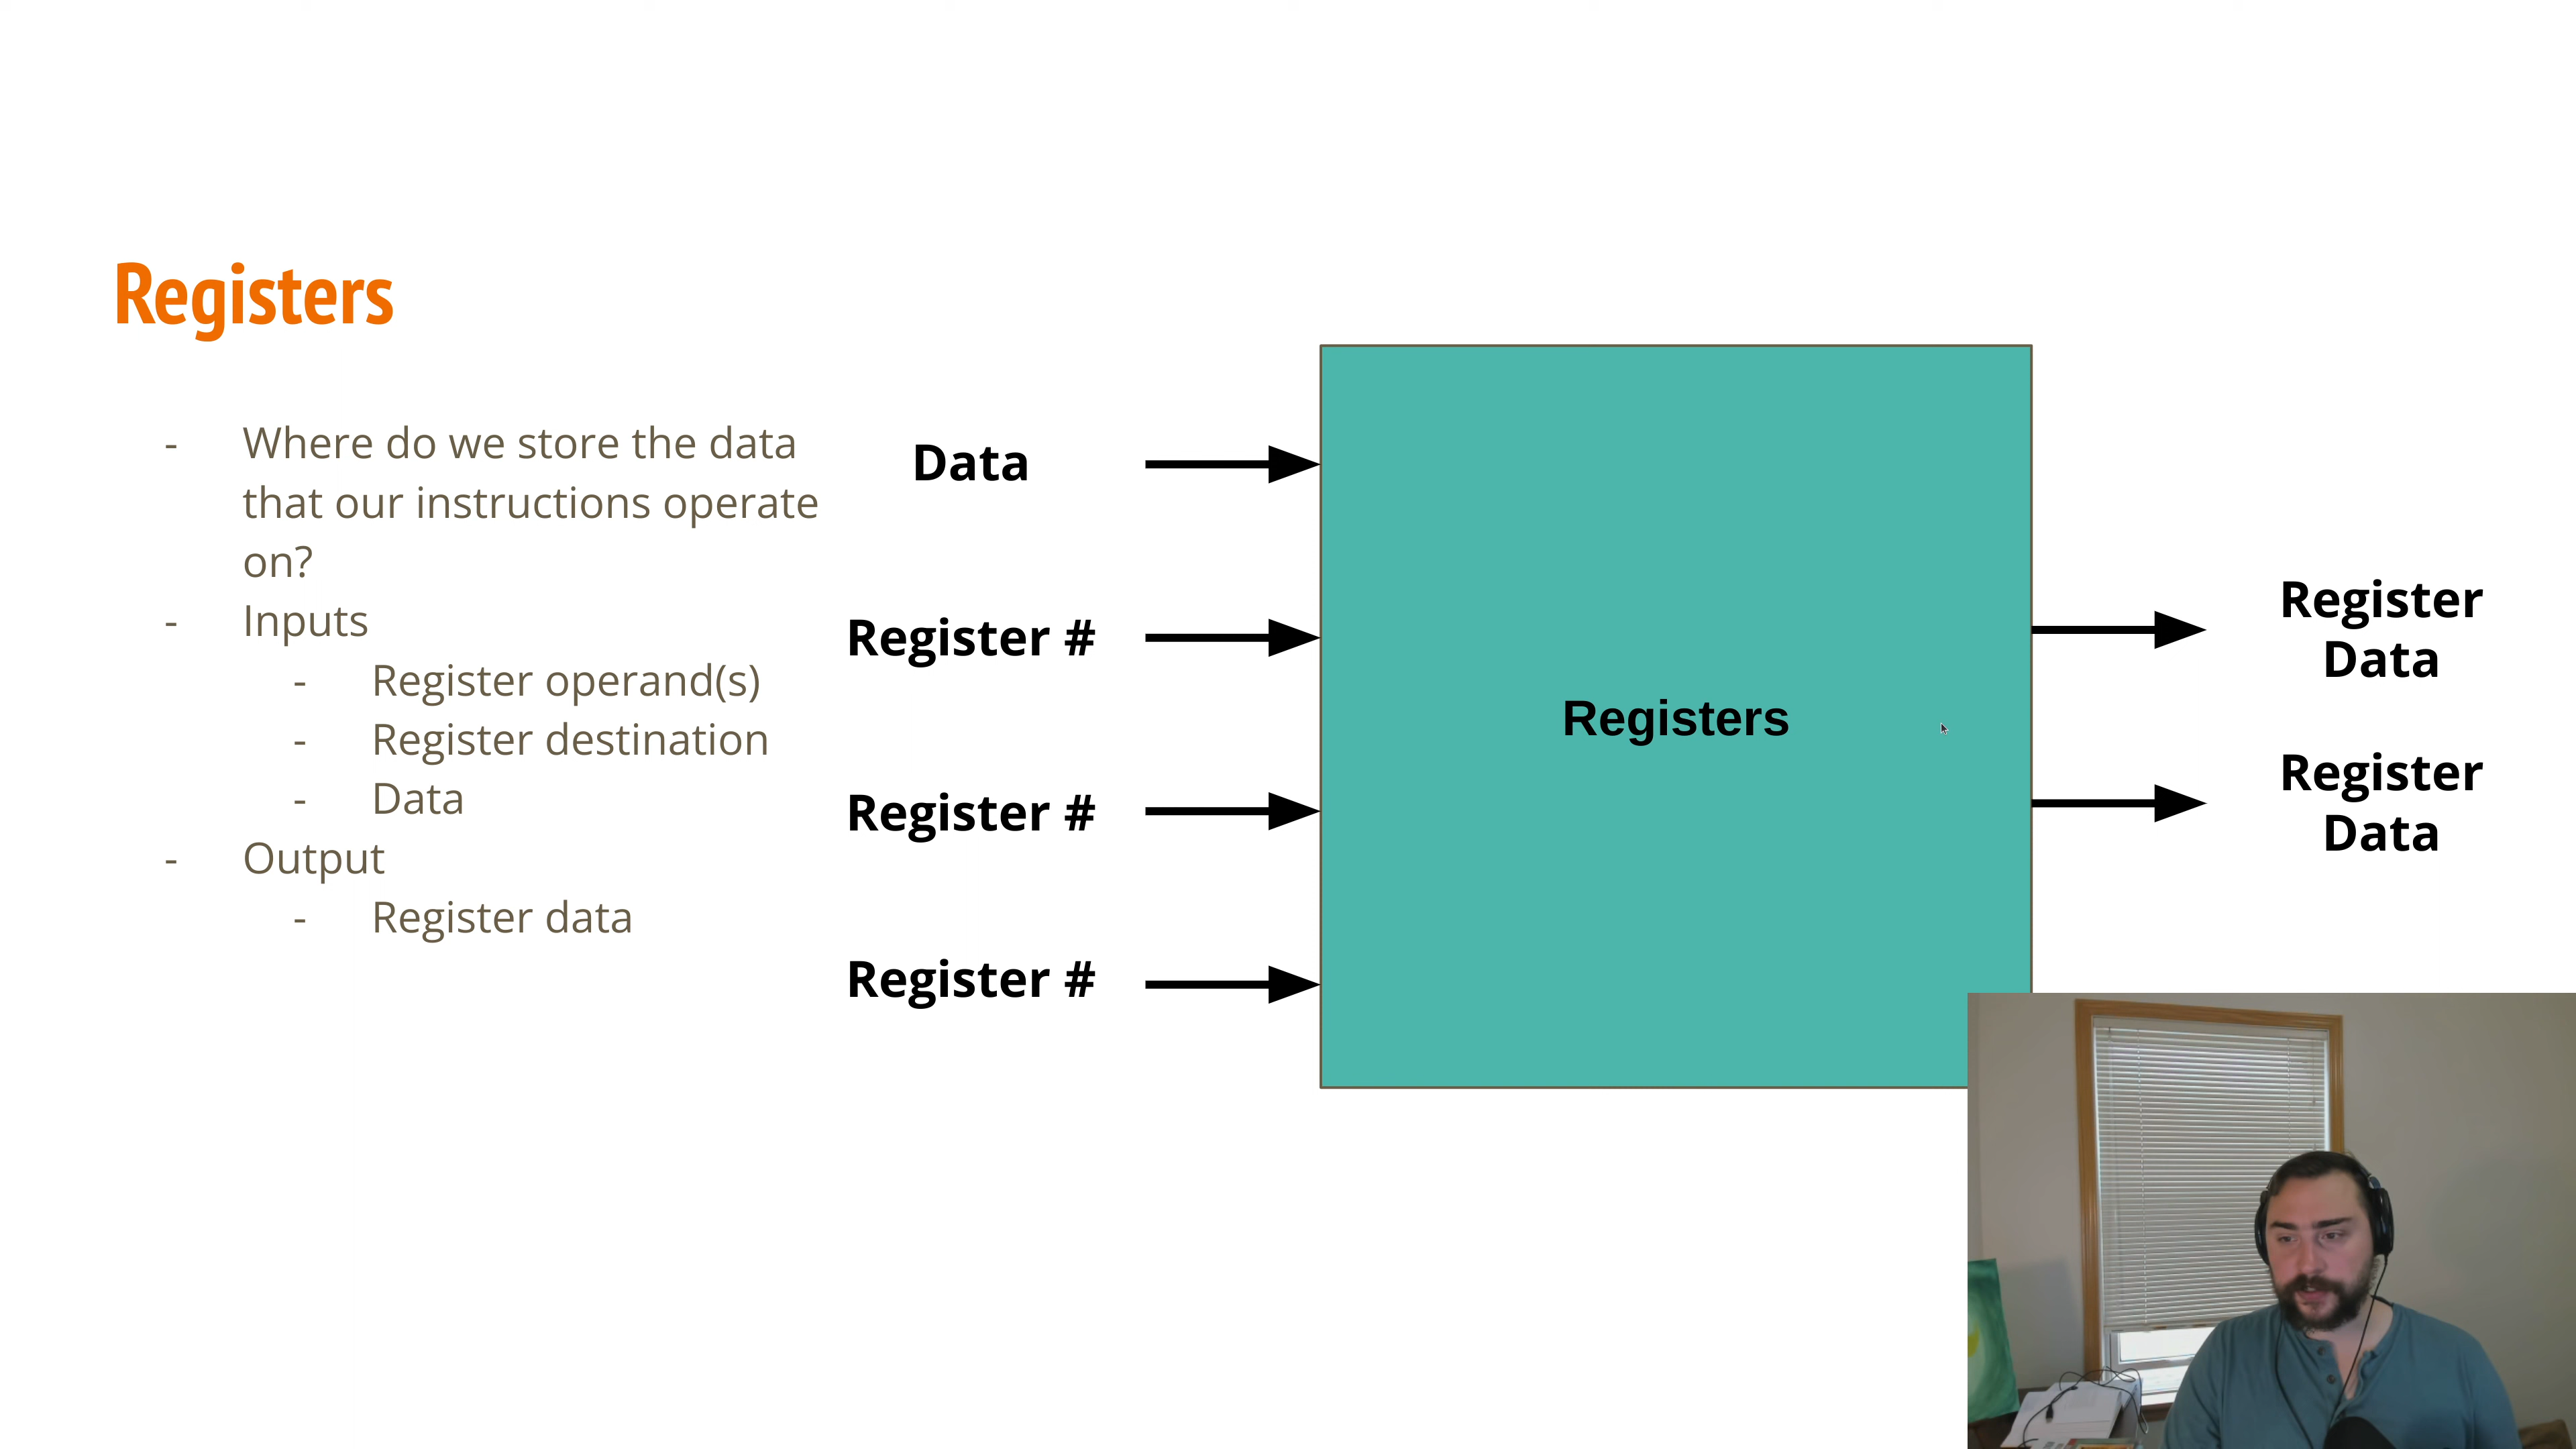 Registers
- Where do we store the data
that our instructions operate
on?
- Inputs
- Register operand(s)
- Register destination
- Data
- Output
- Register data
Data
Register #
Register #
Register #
Registers
Register
Data
Register
Data